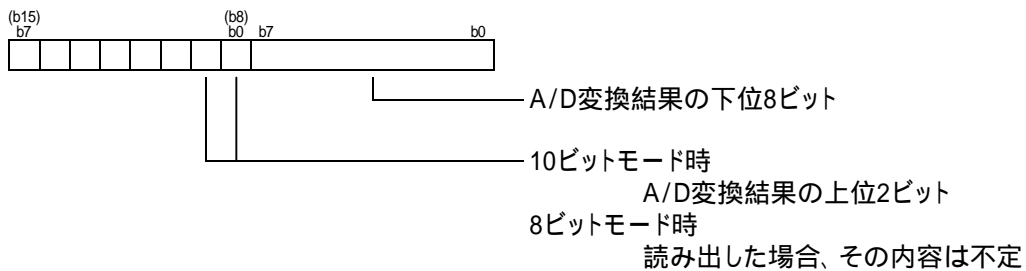 (b15) (b8)
b7 b0 b7 b0
A/D変換結果の下位8ビット
10ビットモード時
A/D変換結果の上位2ビット
8ビットモード時
読み出した場合、その内容は不定